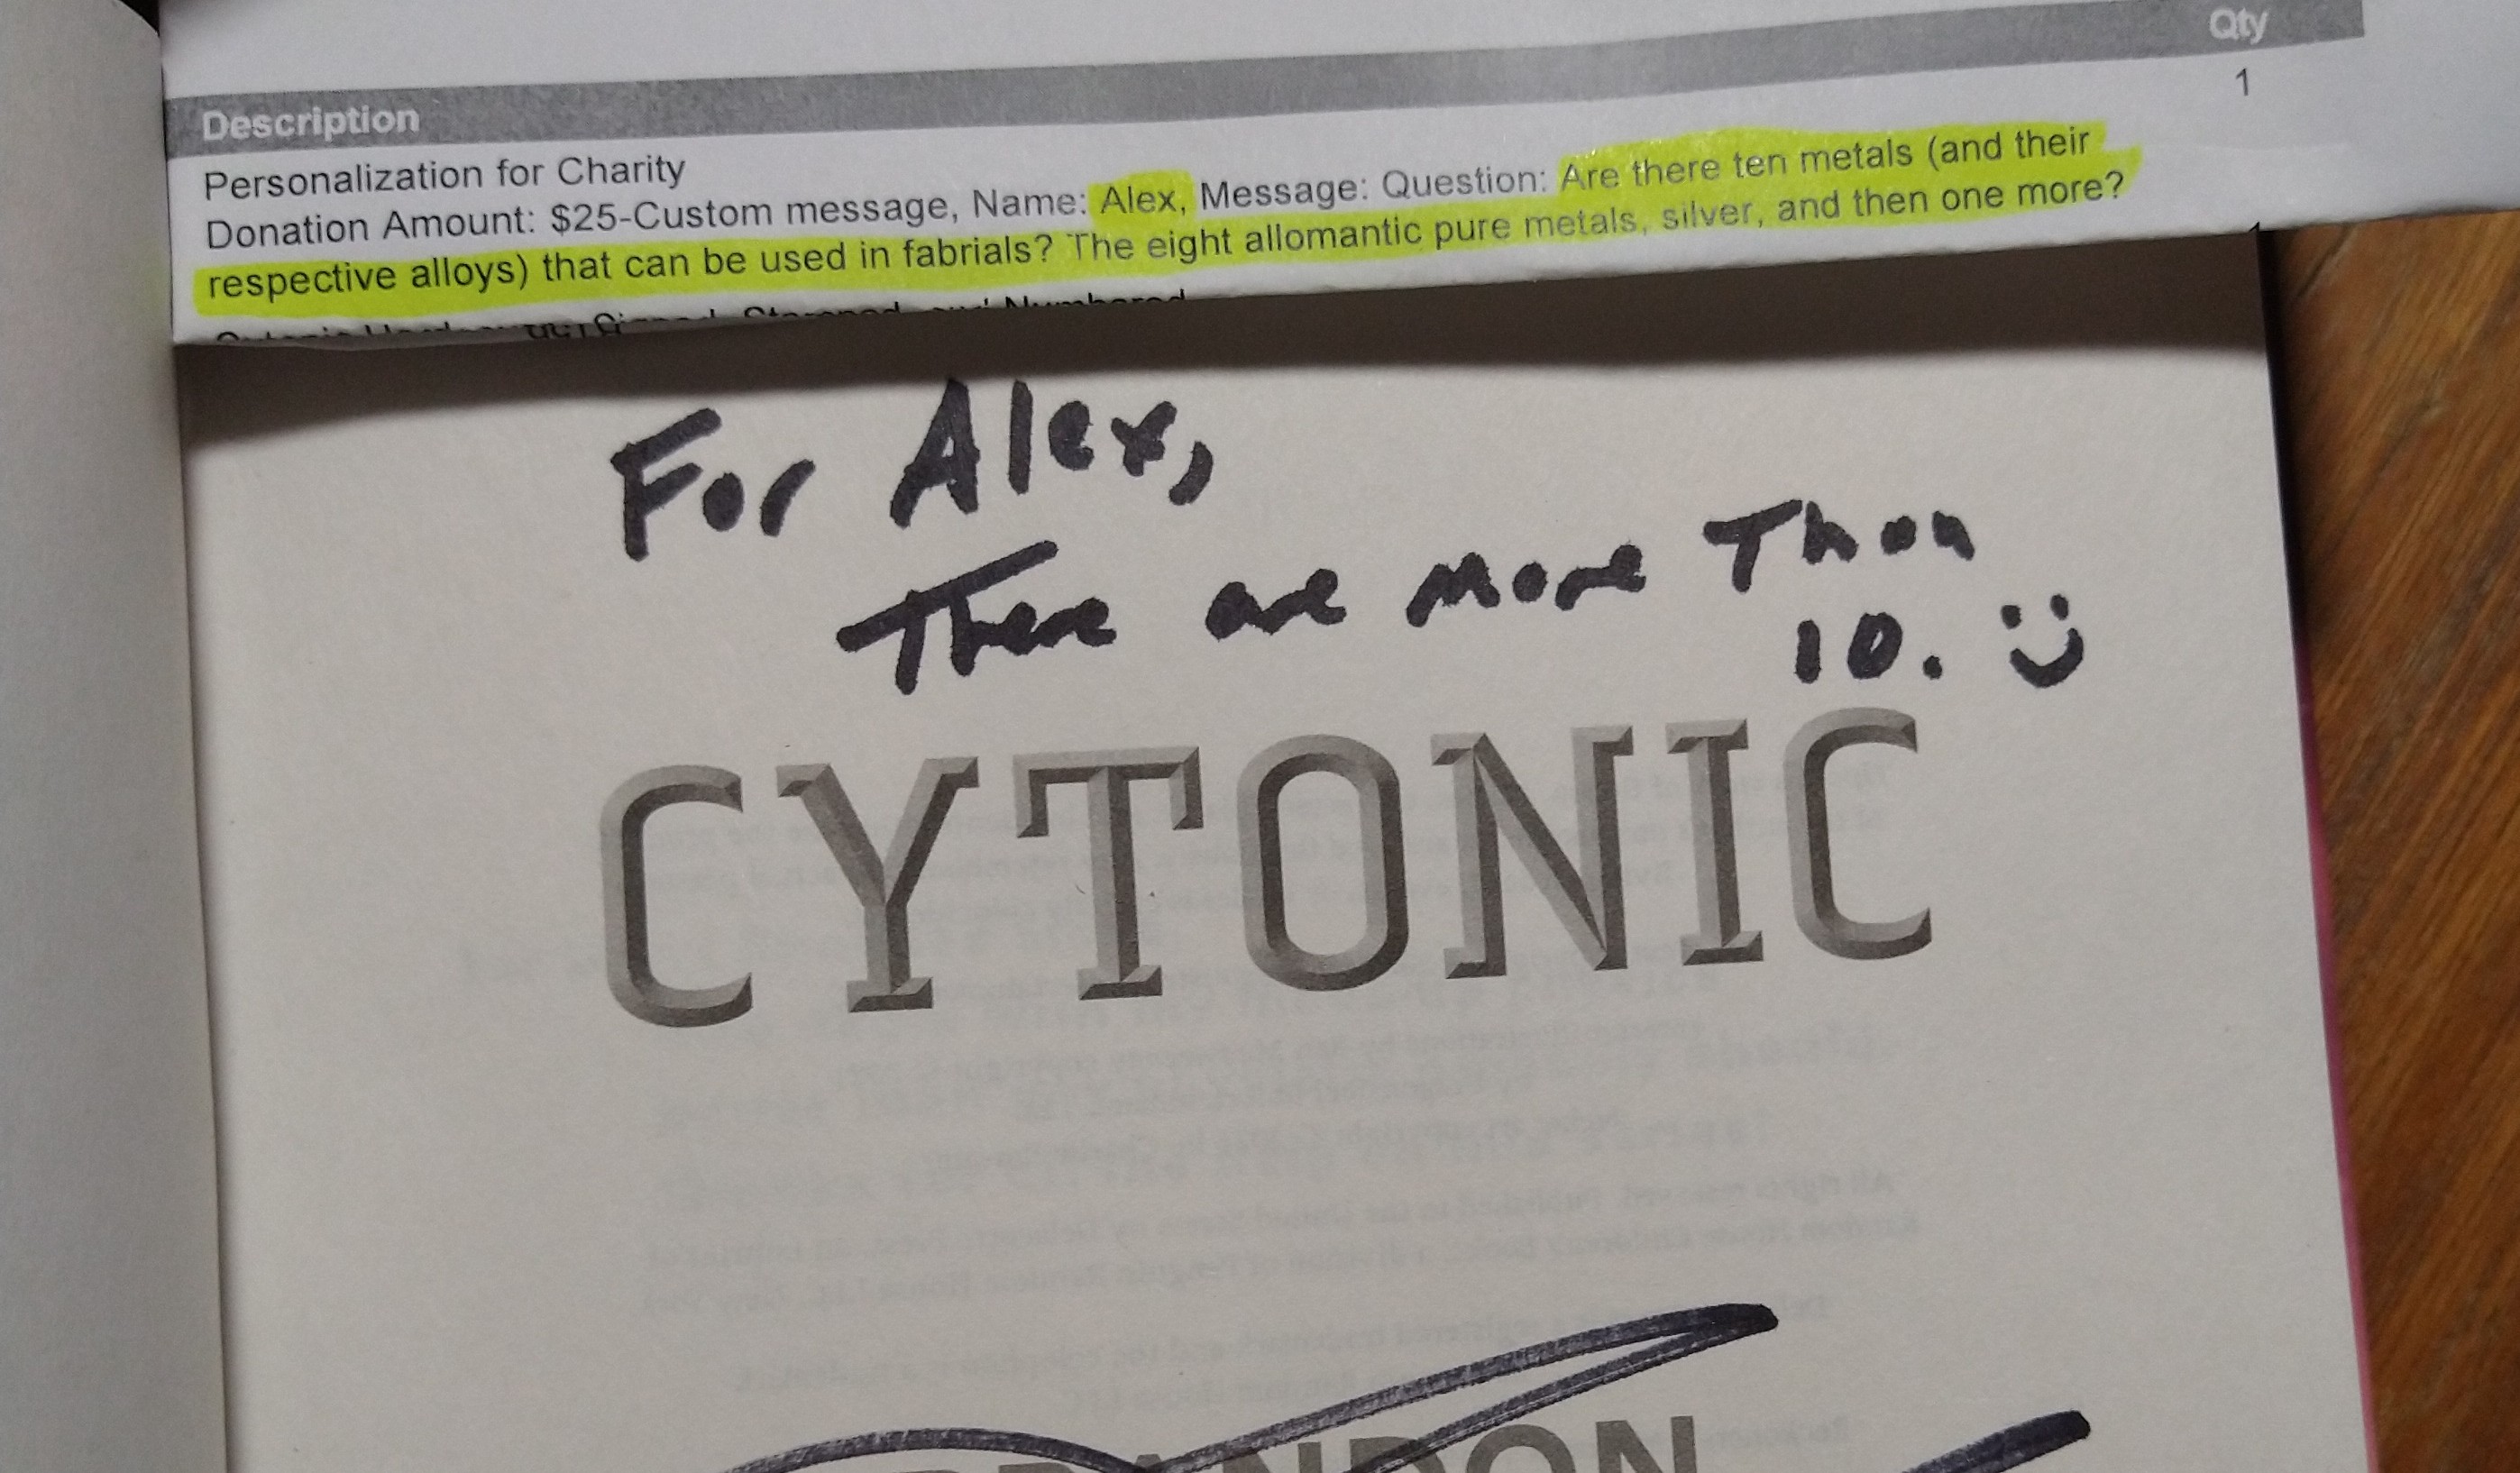 Description Qty
Personalization for Charity 1
Donation Amount: $25-Custom message, Name: Alex, Message: Question: Are there ten metals (and their
respective alloys) that can be used in fabrials? The eight allomantic pure metals, silver, and then one more?
For Alex,
There are more Than
10. :)
CYTONIC
BRANDON